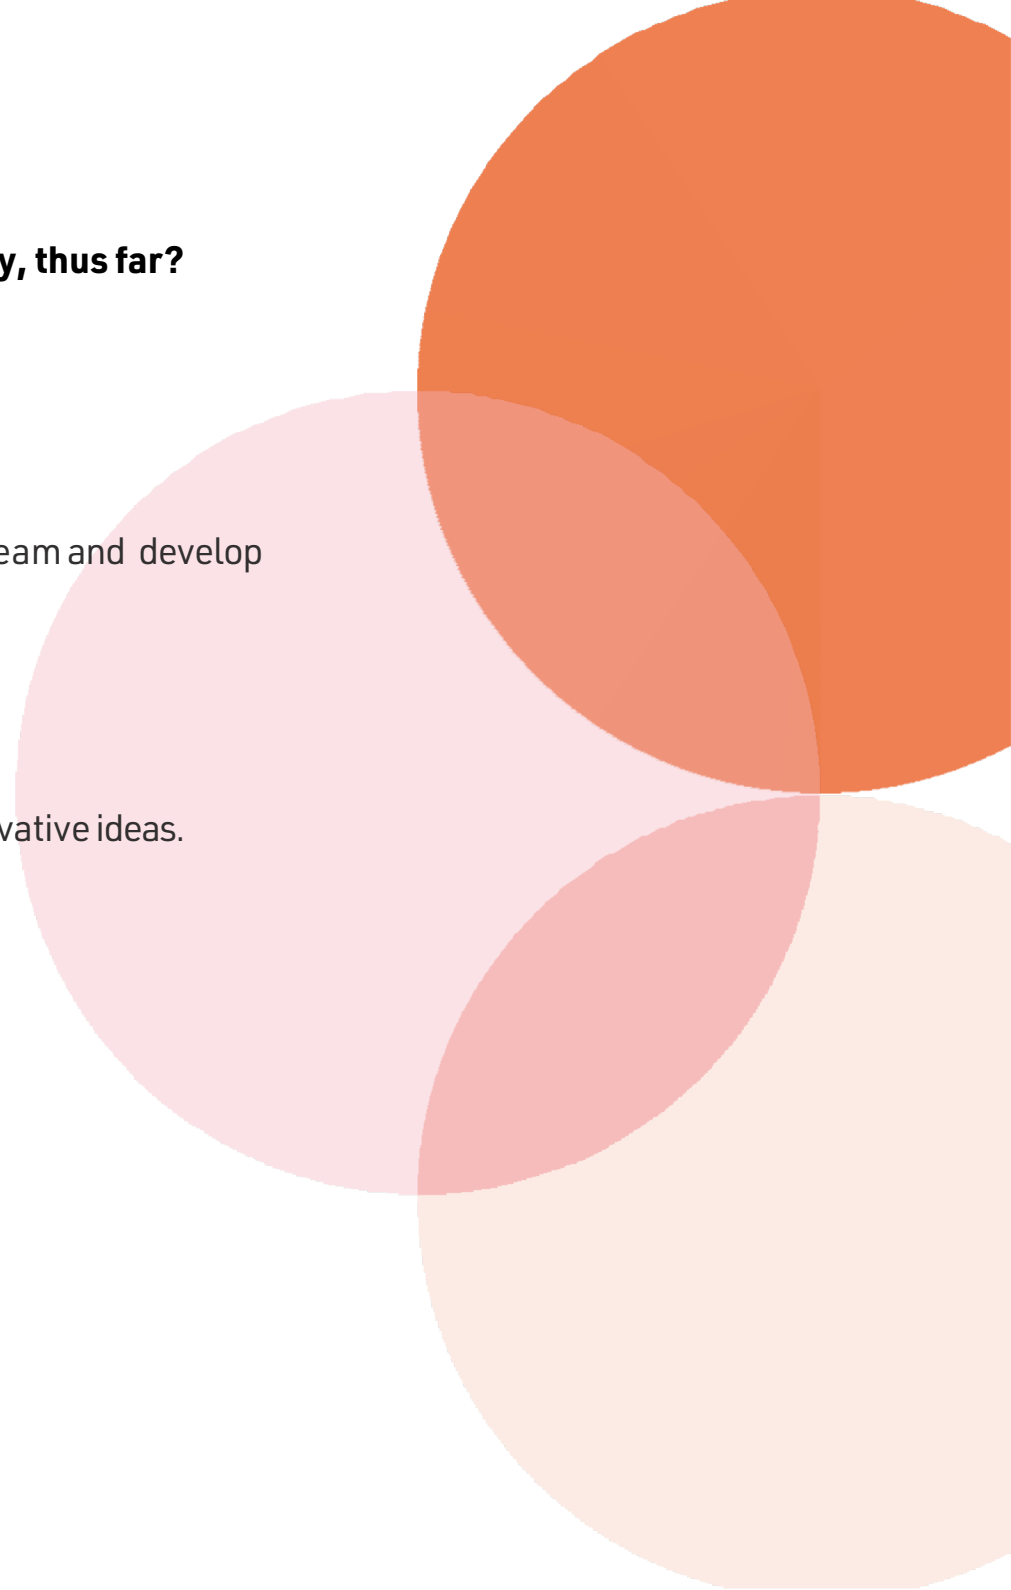 y, thus far?
eam and develop
vative ideas.